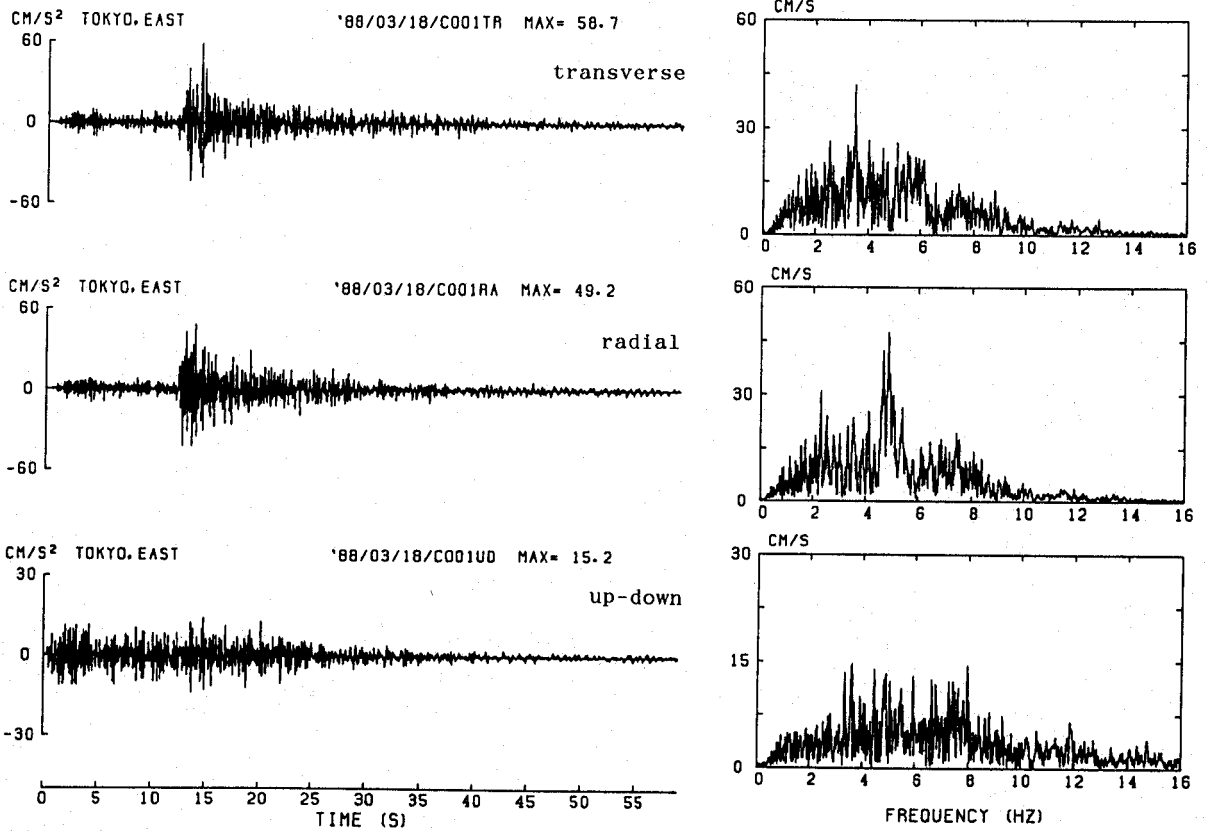 CM/S² TOKYO, EAST '88/03/18/C001TR MAX= 58.7
transverse
60
0
-60
CM/S
60
30
0
0 2 4 6 8 10 12 14 16
CM/S² TOKYO, EAST '88/03/18/C001RA MAX= 49.2
radial
60
0
-60
CM/S
60
30
0
0 2 4 6 8 10 12 14 16
CM/S² TOKYO, EAST '88/03/18/C001UD MAX= 15.2
up-down
30
0
-30
0 5 10 15 20 25 30 35 40 45 50 55
TIME (S)
CM/S
30
15
0
0 2 4 6 8 10 12 14 16
FREQUENCY (HZ)